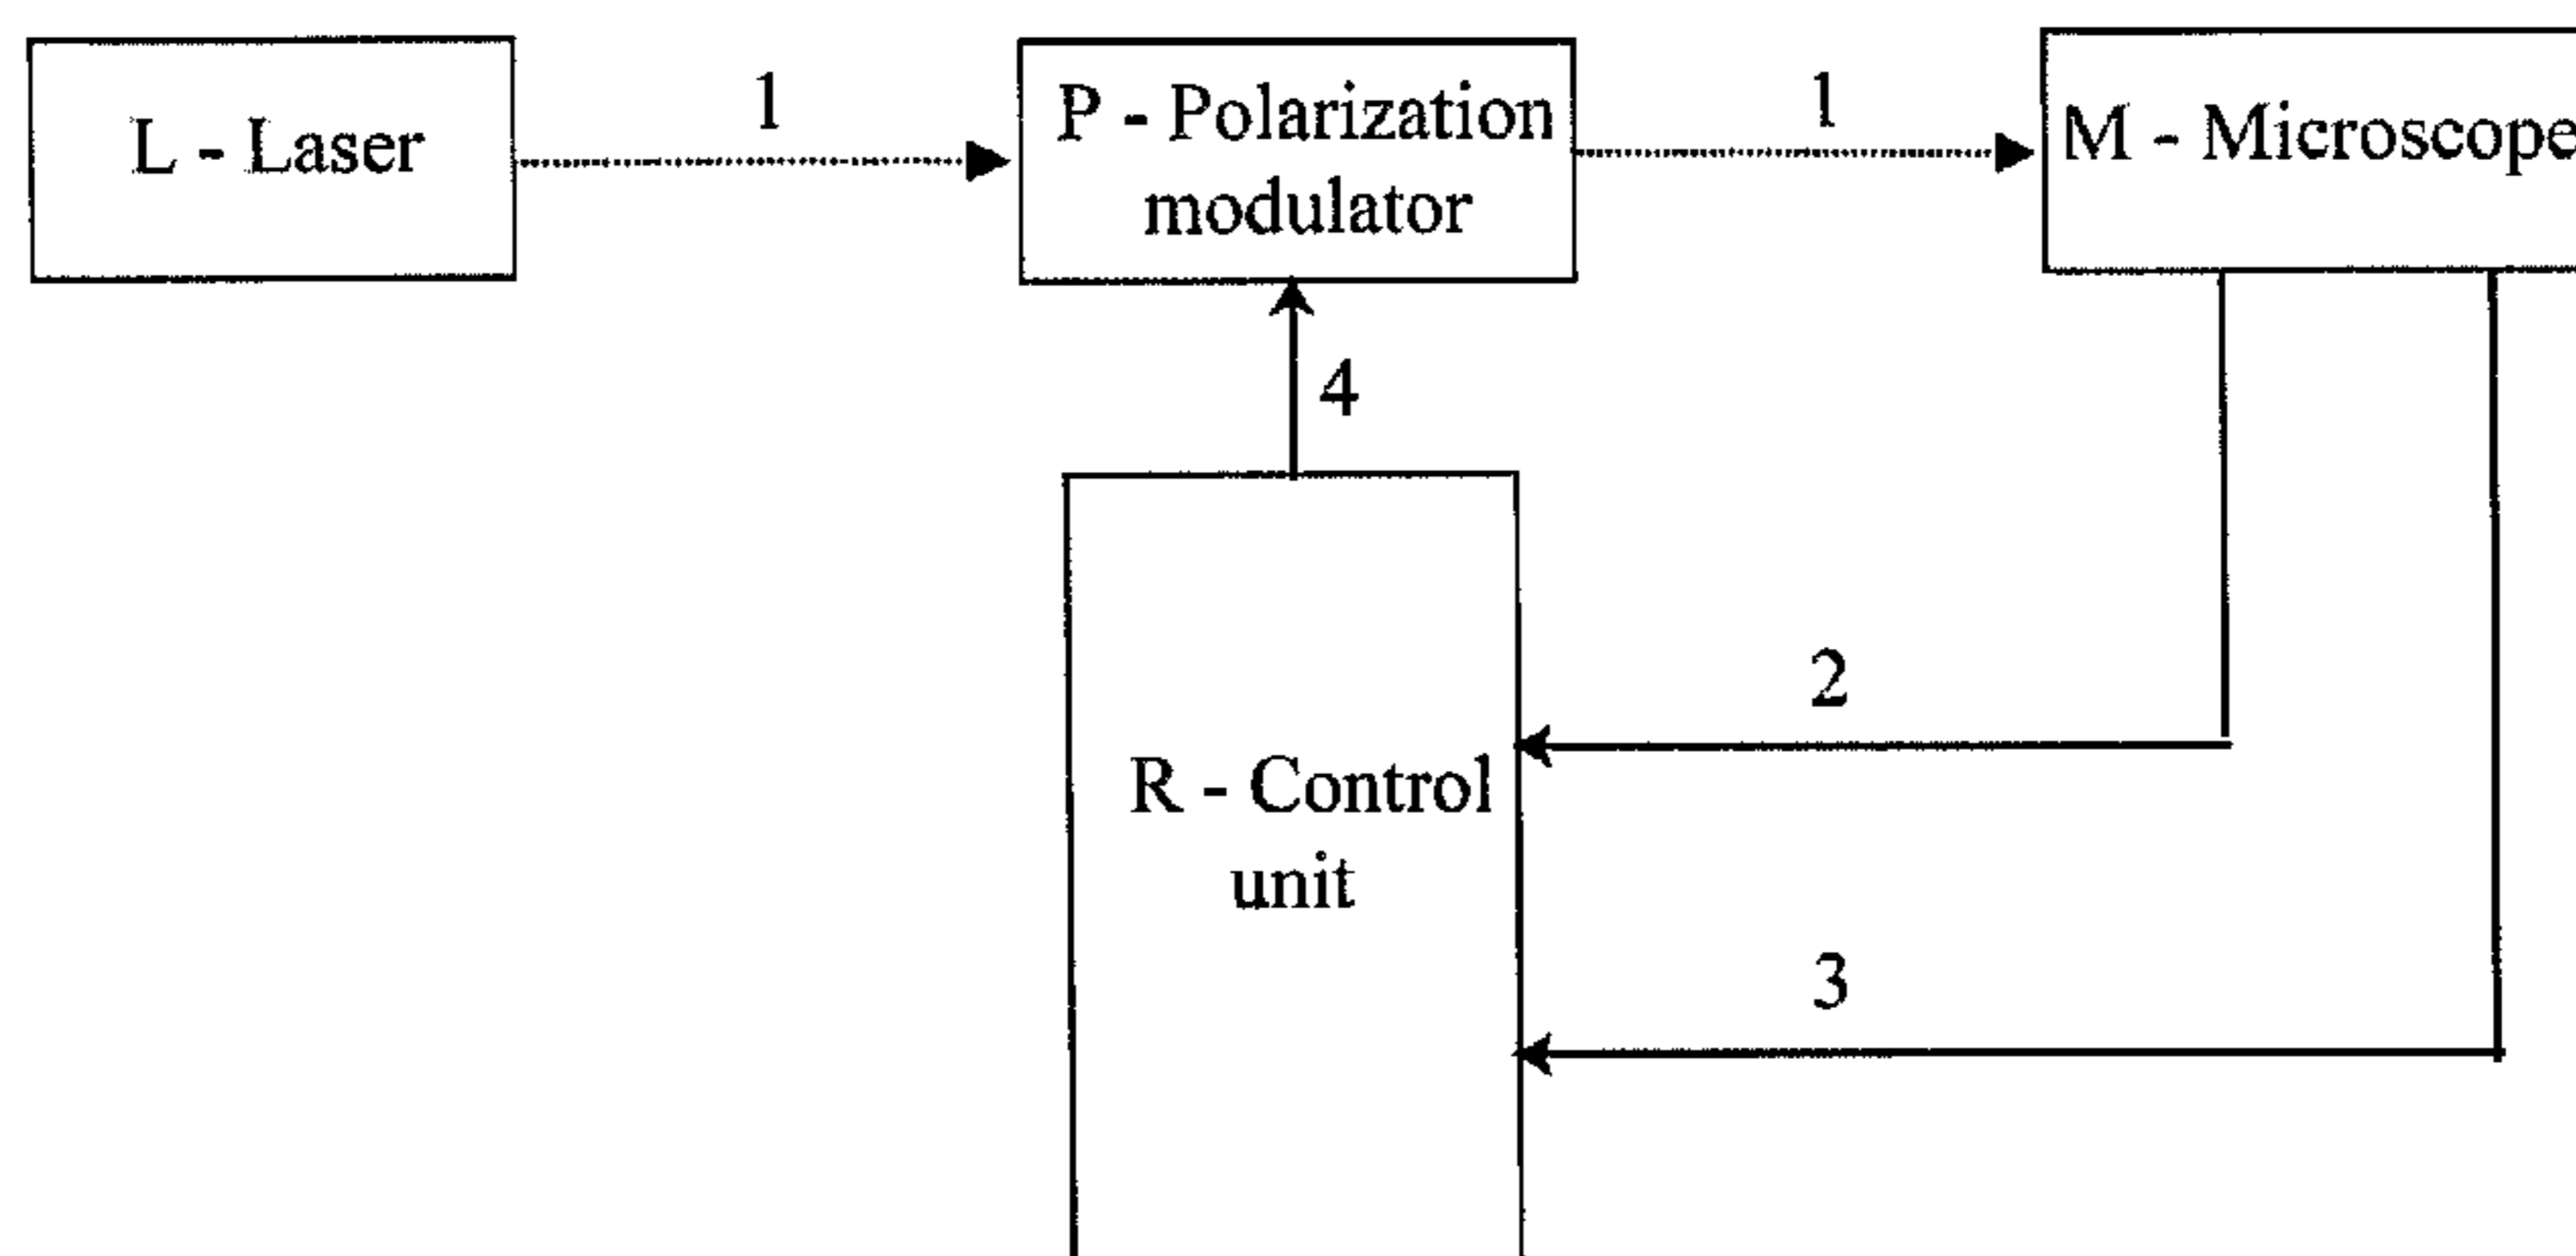 L - Laser
1
P - Polarization
modulator
1
M - Microscope
4
2
R - Control
unit
3